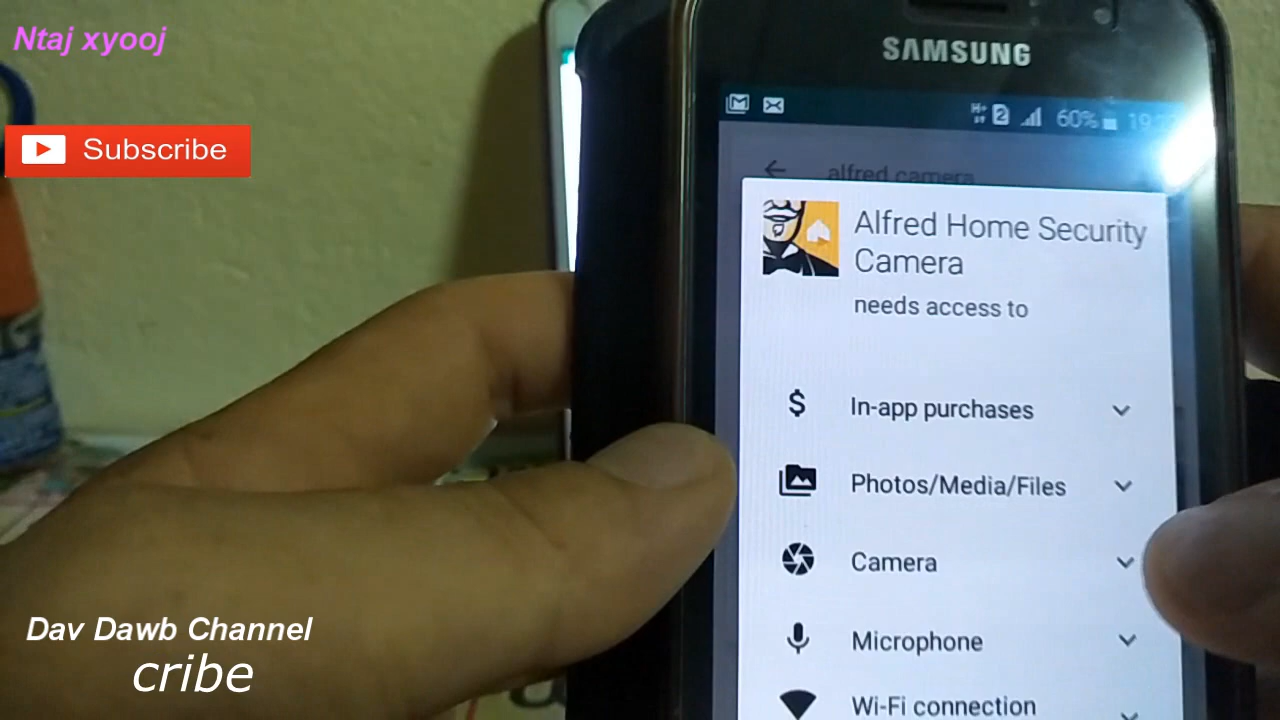 Ntaj xyooj
Subscribe
Dav Dawb Channel
cribe
SAMSUNG
H+
2
60%
alfred camera
Alfred Home Security
Camera
needs access to
In-app purchases
Photos/Media/Files
Camera
Microphone
Wi-Fi connection